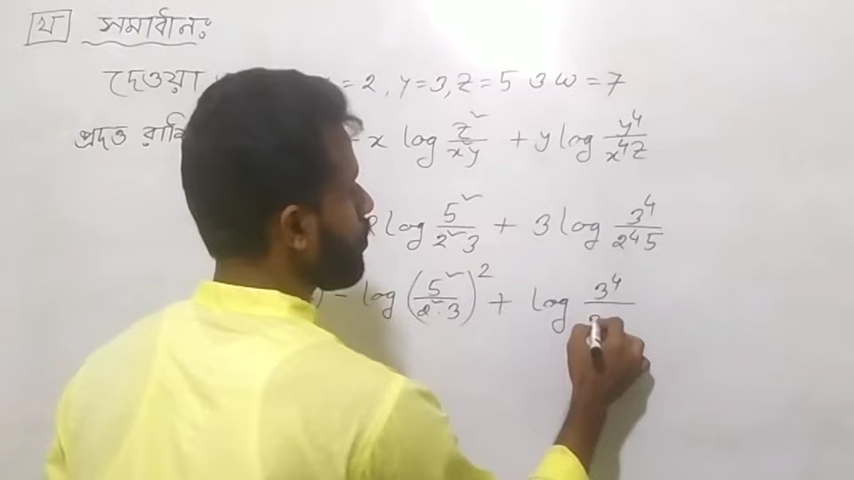 খ সমাধান:
দেওয়া = 2, y = 3, z = 5 ও w = 7
প্রদত্ত রাশি - x log z²/xy + y log y⁴/x⁴z
2 log 5²/2²3 + 3 log 3⁴/2⁴5
) - log (5²/2².3)² + log 3⁴